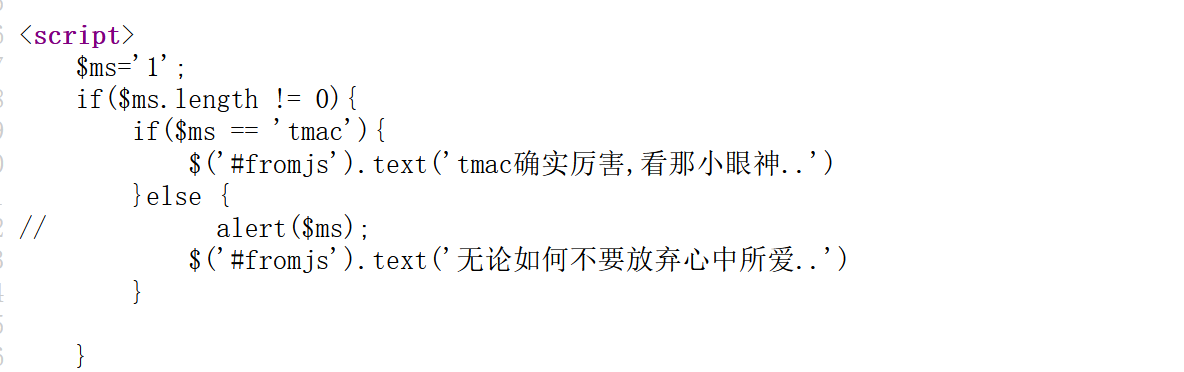 <script>
$ms='1';
if($ms.length != 0){
if($ms == 'tmac'){
$('#fromjs').text('tmac确实厉害,看那小眼神..')
}else {
// alert($ms);
$('#fromjs').text('无论如何不要放弃心中所爱..')
}
}